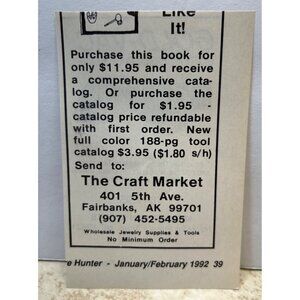 Like
It!
Purchase this book for
only $11.95 and receive
a comprehensive cata-
log. Or purchase the
catalog for $1.95 -
catalog price refundable
with first order. New
full color 188-pg tool
catalog $3.95 ($1.80 s/h)
Send to:
The Craft Market
401 5th Ave.
Fairbanks, AK 99701
(907) 452-5495
Wholesale Jewelry Supplies & Tools
No Minimum Order
e Hunter - January/February 1992 39